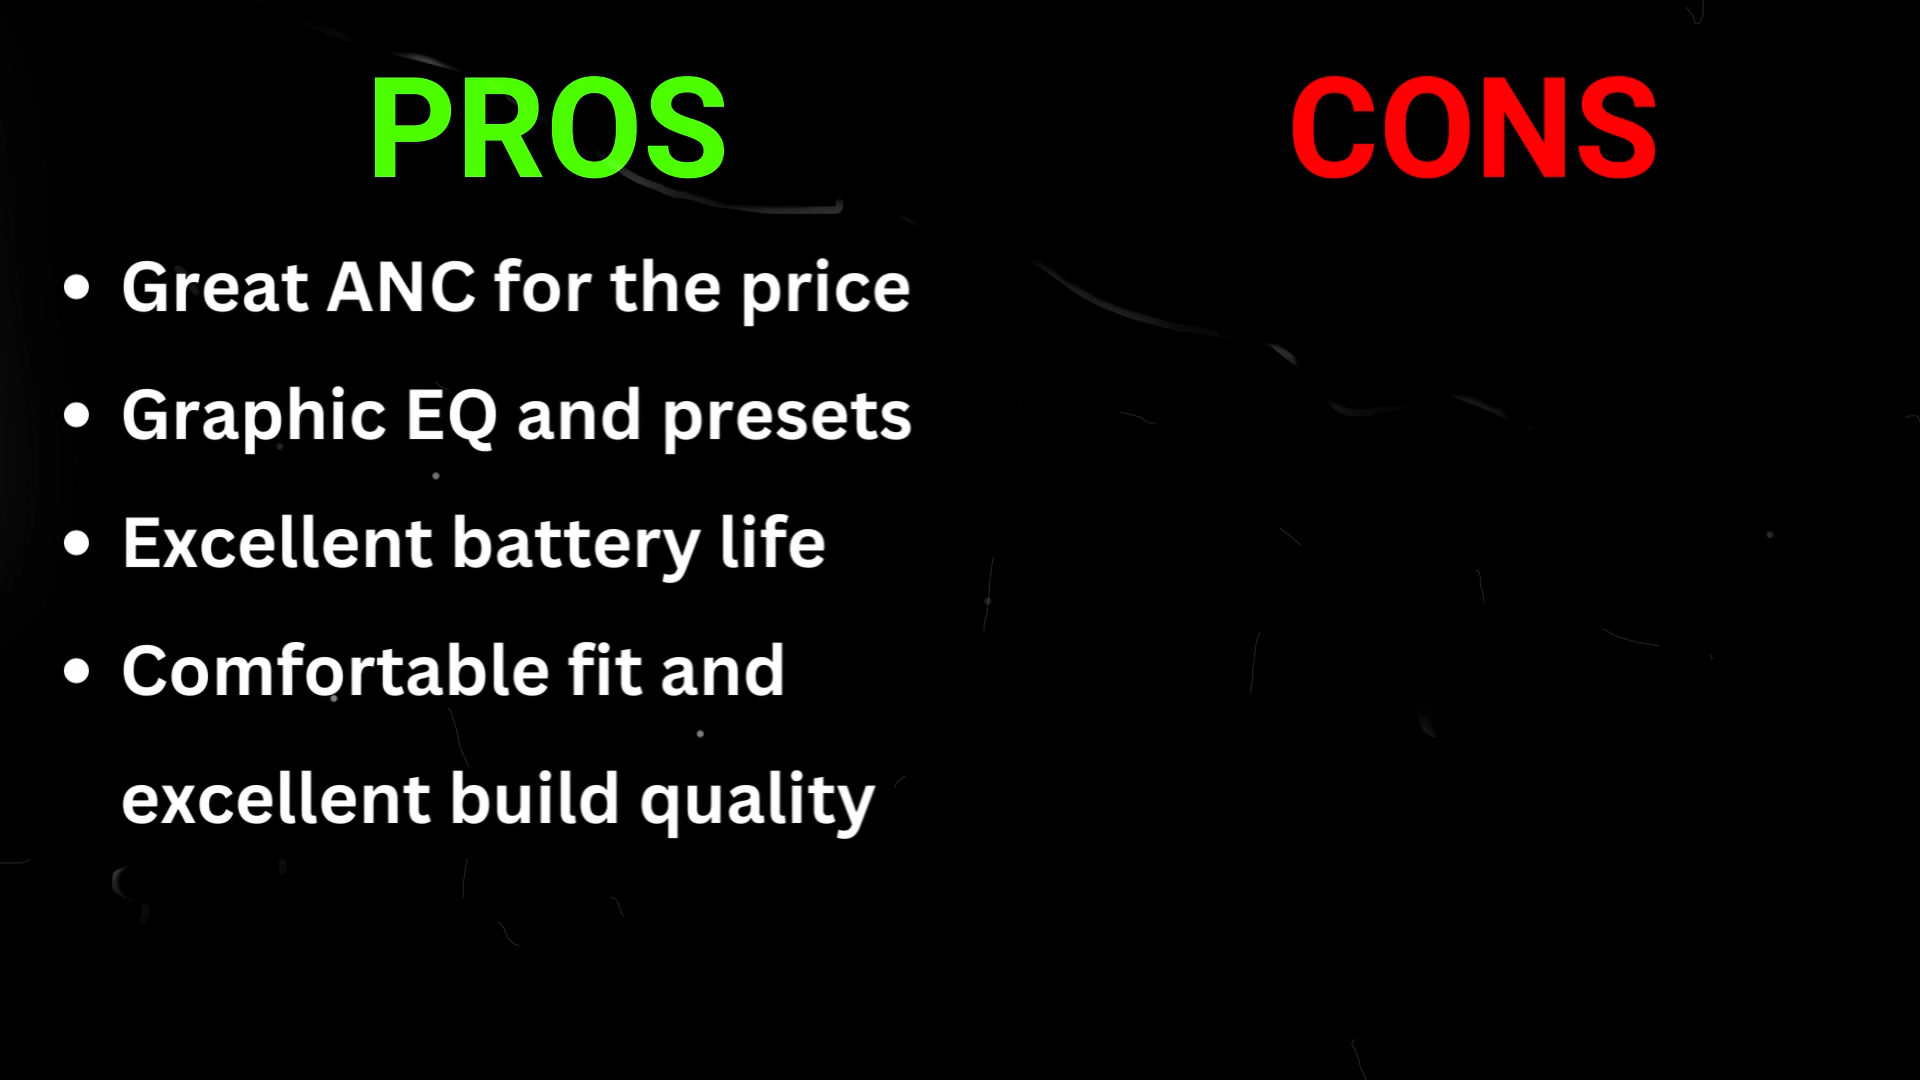 PROS
CONS
• Great ANC for the price
• Graphic EQ and presets
• Excellent battery life
• Comfortable fit and
excellent build quality